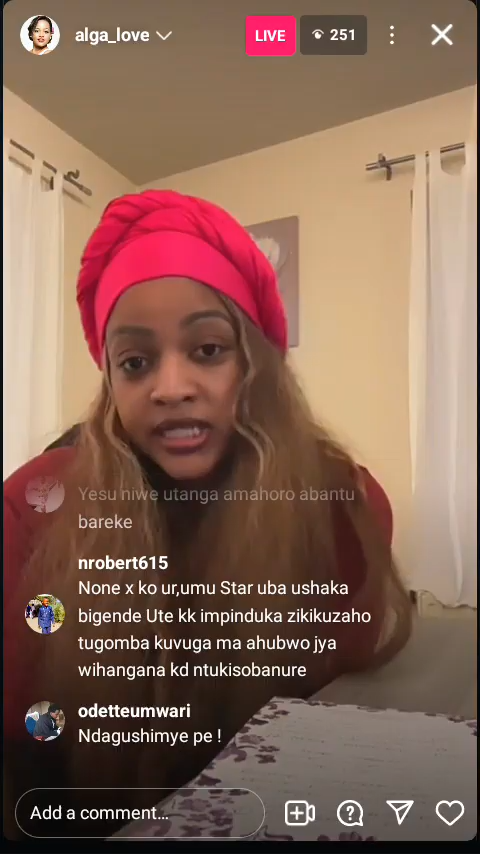 alga_love
LIVE
251
Yesu niwe utanga amahoro abantu
bareke
nrobert615
None x ko ur,umu Star uba ushaka
bigende Ute kk impinduka zikikuzaho
tugomba kuvuga ma ahubwo jya
wihangana kd ntukisobanure
odetteumwari
Ndagushimye pe !
Add a comment...